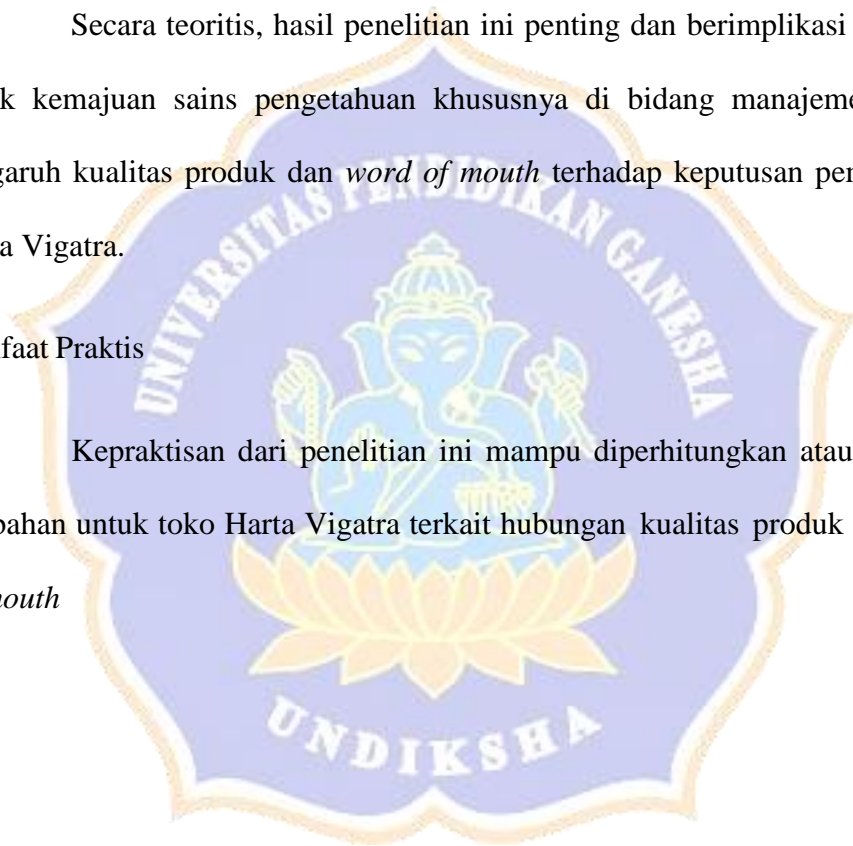 Secara teoritis, hasil penelitian ini penting dan berimplikasi
k kemajuan sains pengetahuan khususnya di bidang manajeme
garuh kualitas produk dan word of mouth terhadap keputusan pem
a Vigatra.
faat Praktis
Kepraktisan dari penelitian ini mampu diperhitungkan atau
bahan untuk toko Harta Vigatra terkait hubungan kualitas produk
outh
UNIVERSITAS PENDIDIKAN GANESHA
UNDIKSHA